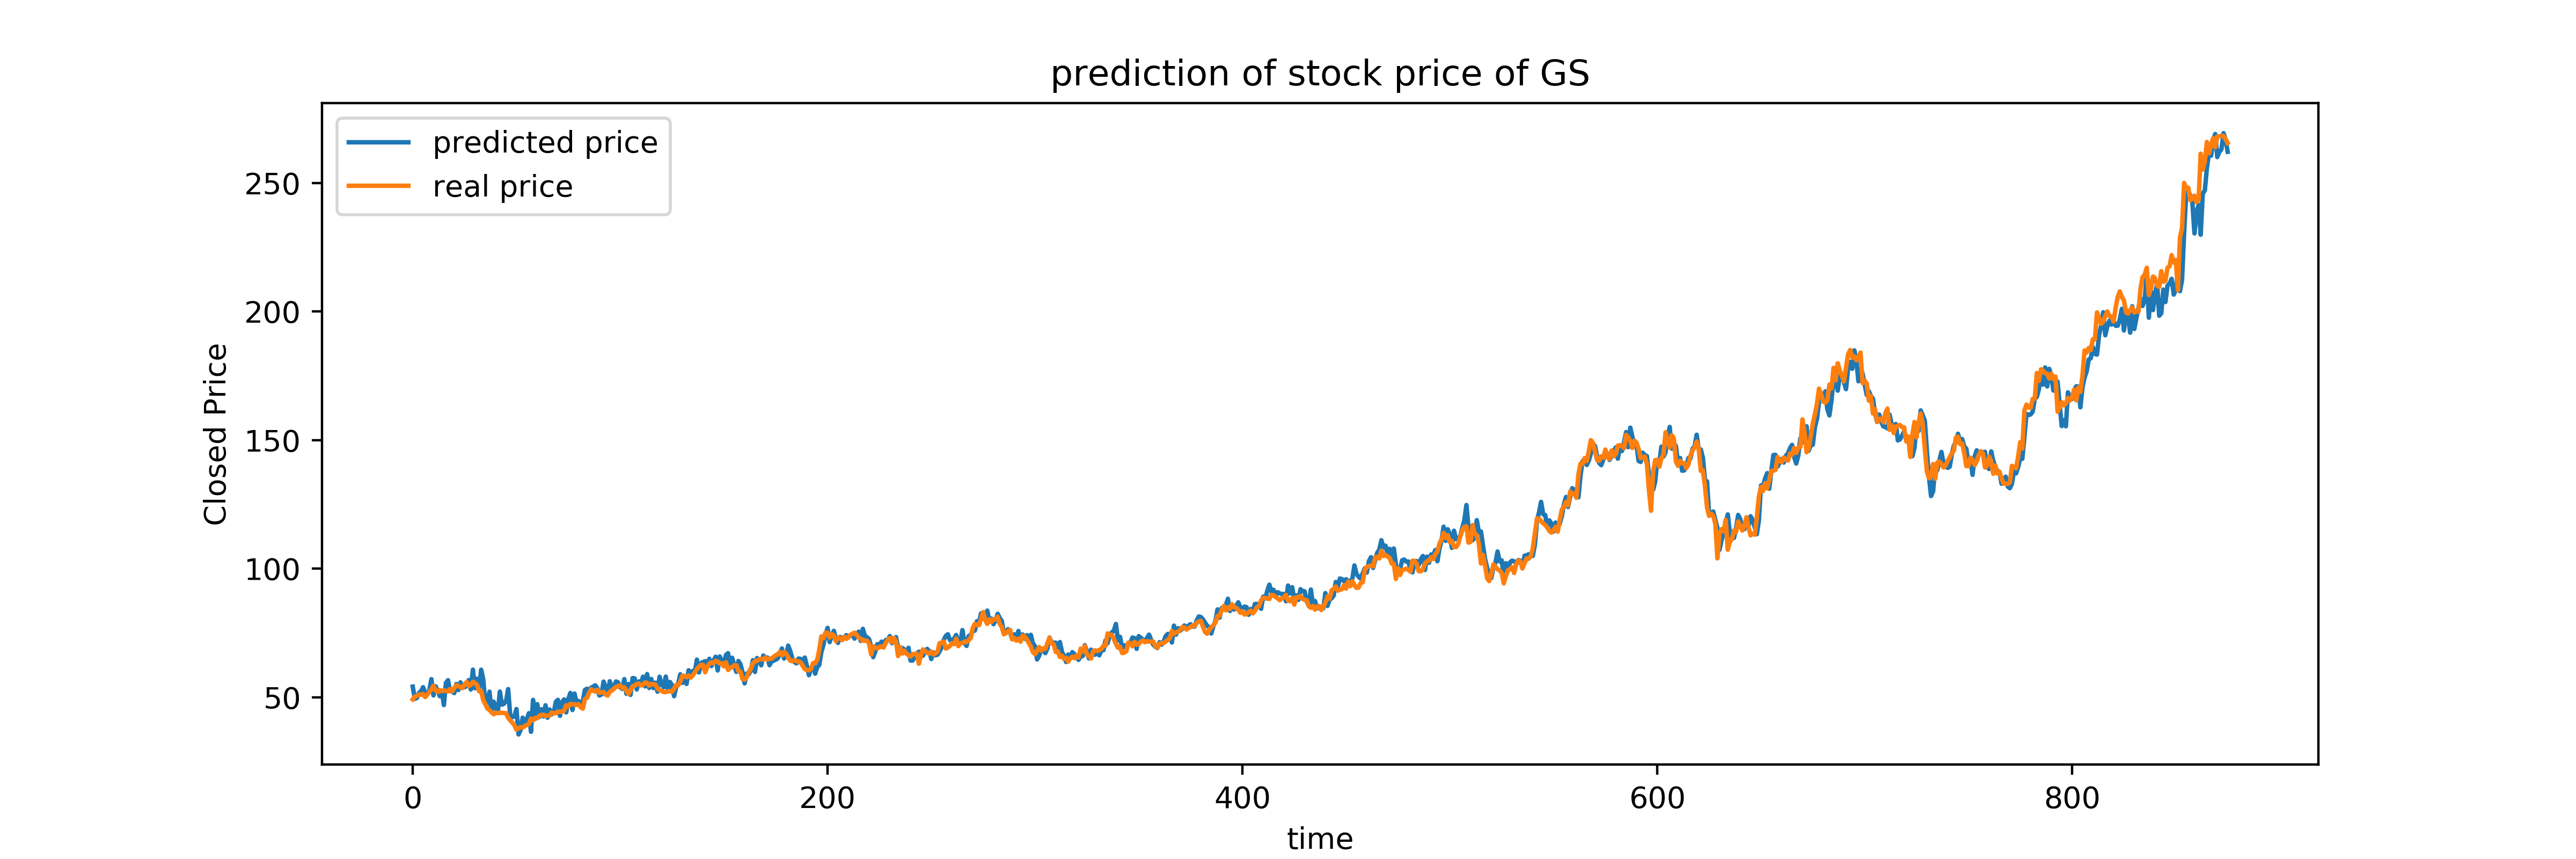 prediction of stock price of GS
predicted price
real price
250
200
150
100
50
Closed Price
0 200 400 600 800
time